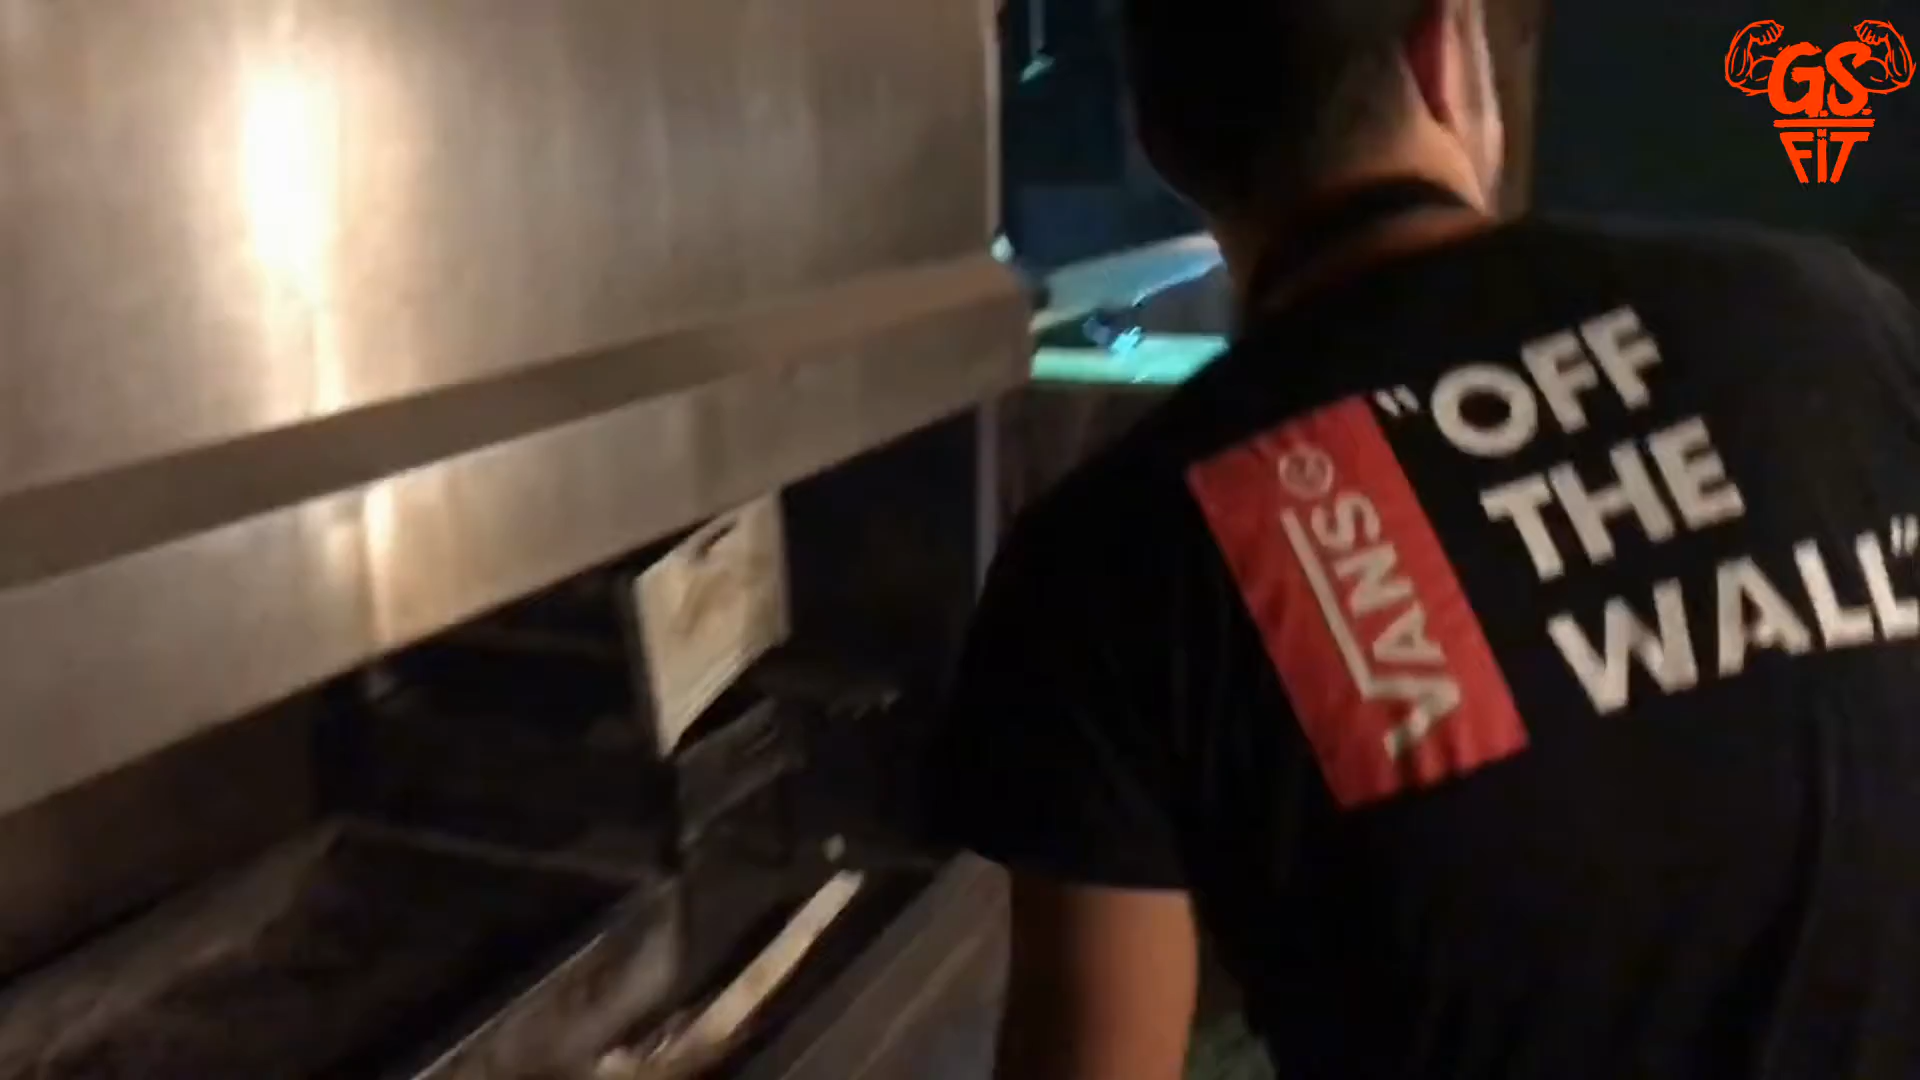 G.S.
FiT
"OFF
THE
WALL"
VANS